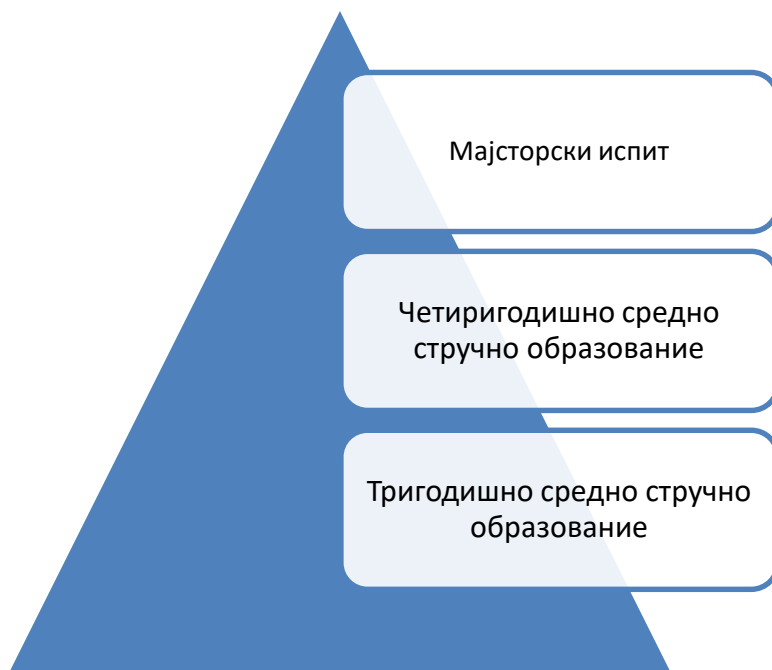 Мајсторски испит
Четиригодишно средно
стручно образование
Тригодишно средно стручно
образование